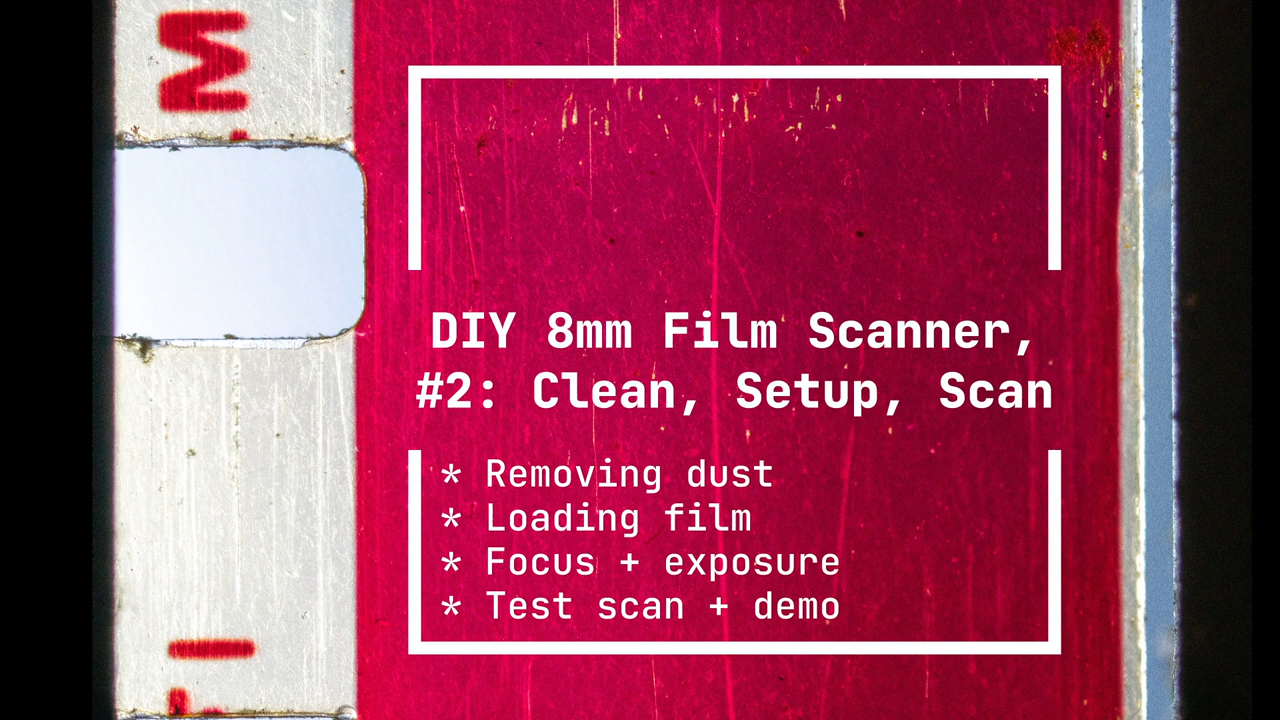 M
DIY 8mm Film Scanner,
#2: Clean, Setup, Scan
* Removing dust
* Loading film
* Focus + exposure
* Test scan + demo